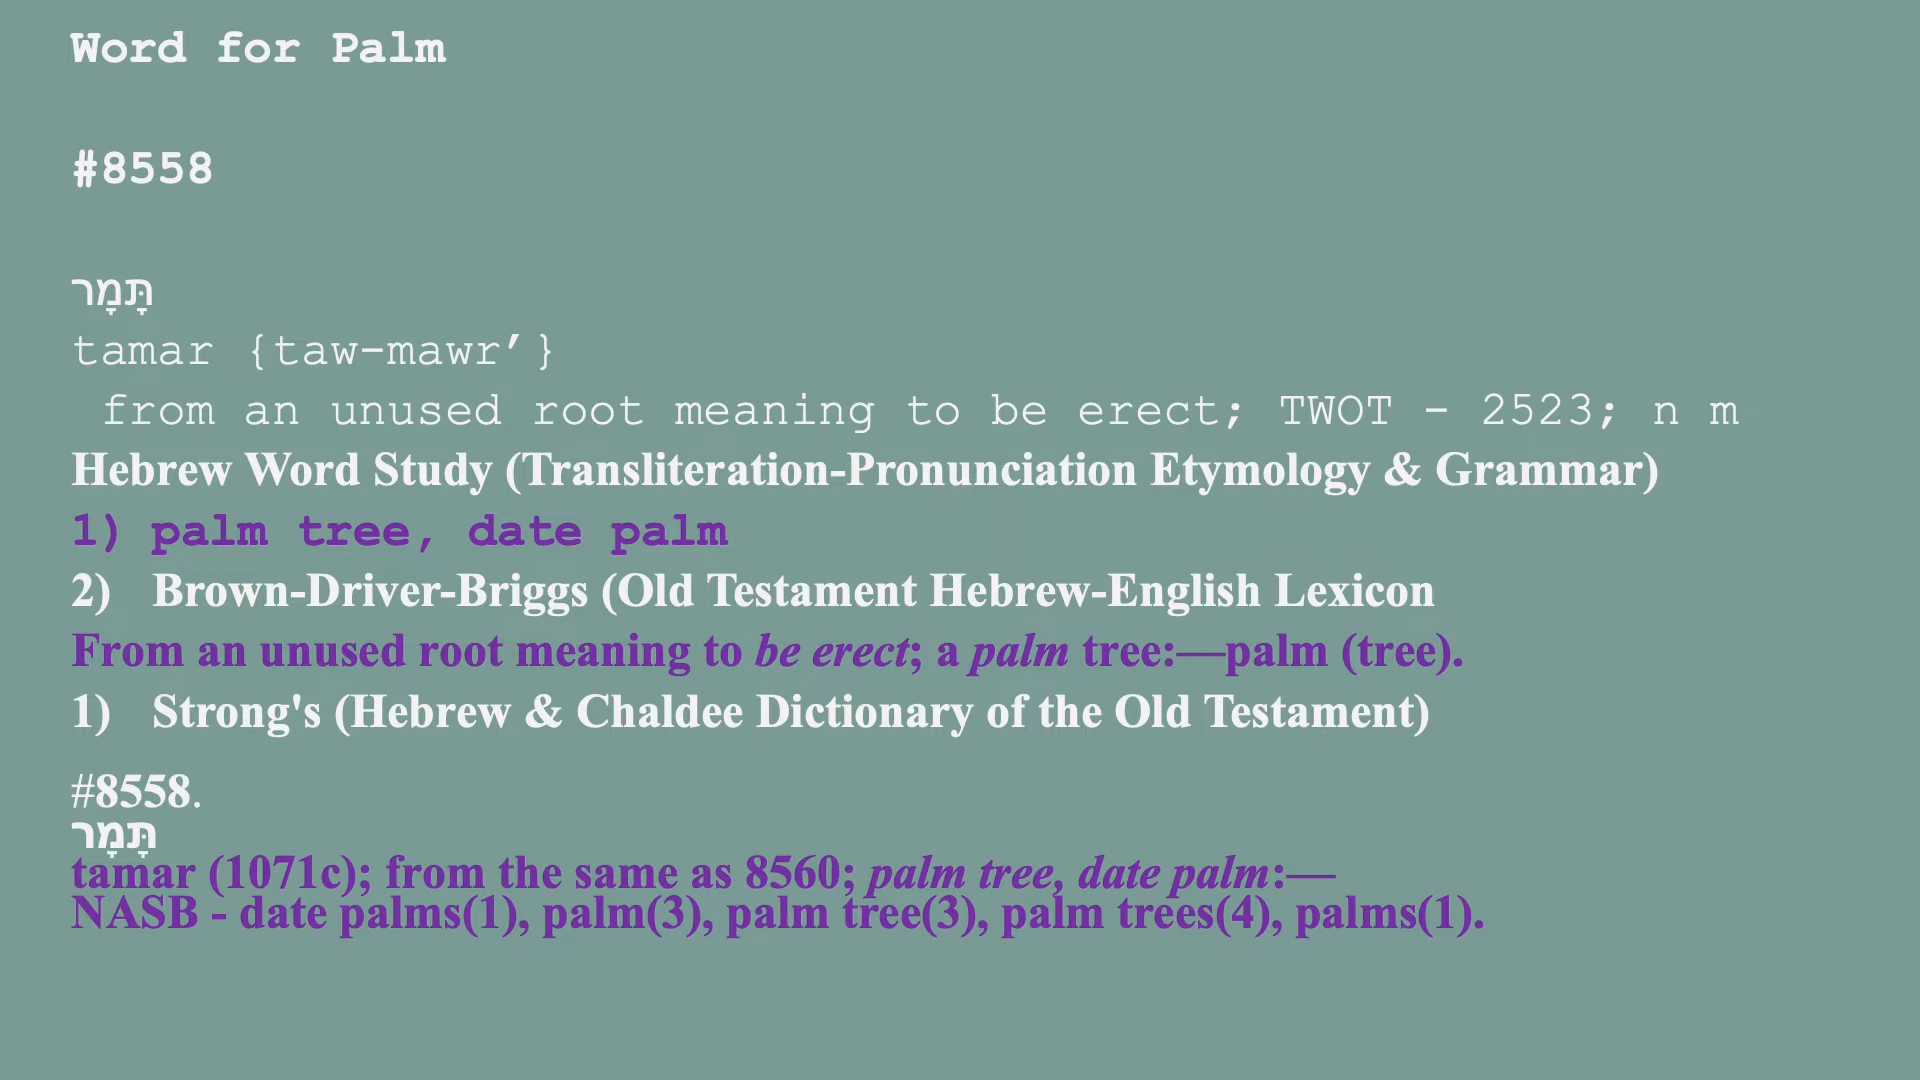 Word for Palm
#8558
תָּמָר
tamar {taw-mawr’}
from an unused root meaning to be erect; TWOT - 2523; n m
Hebrew Word Study (Transliteration-Pronunciation Etymology & Grammar)
1) palm tree, date palm
2) Brown-Driver-Briggs (Old Testament Hebrew-English Lexicon
From an unused root meaning to be erect; a palm tree:—palm (tree).
1) Strong's (Hebrew & Chaldee Dictionary of the Old Testament)
#8558.
תָּמָר
tamar (1071c); from the same as 8560; palm tree, date palm:—
NASB - date palms(1), palm(3), palm tree(3), palm trees(4), palms(1).